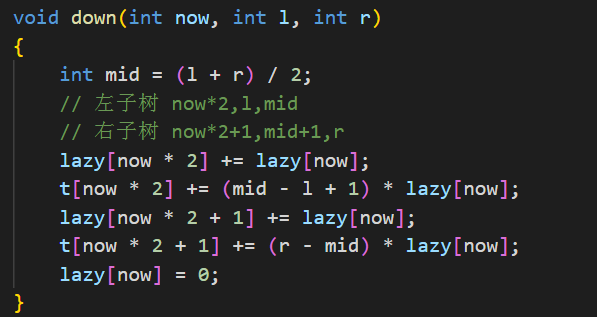 void down(int now, int l, int r)
{
    int mid = (l + r) / 2;
    // 左子树 now*2,l,mid
    // 右子树 now*2+1,mid+1,r
    lazy[now * 2] += lazy[now];
    t[now * 2] += (mid - l + 1) * lazy[now];
    lazy[now * 2 + 1] += lazy[now];
    t[now * 2 + 1] += (r - mid) * lazy[now];
    lazy[now] = 0;
}